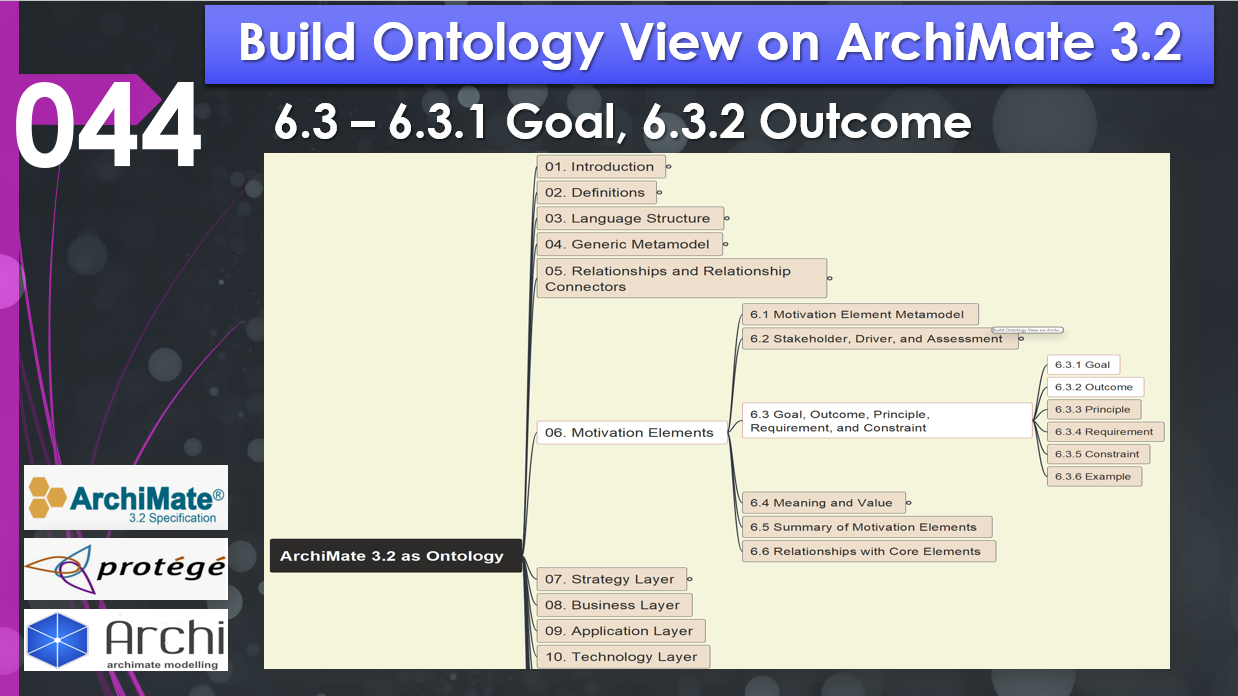 Build Ontology View on ArchiMate 3.2
044
6.3 – 6.3.1 Goal, 6.3.2 Outcome
01. Introduction
02. Definitions
03. Language Structure
04. Generic Metamodel
05. Relationships and Relationship
Connectors
6.1 Motivation Element Metamodel
Build Ontology View on Archi...
6.2 Stakeholder, Driver, and Assessment
6.3.1 Goal
6.3.2 Outcome
6.3 Goal, Outcome, Principle,
Requirement, and Constraint
6.3.3 Principle
6.3.4 Requirement
6.3.5 Constraint
6.3.6 Example
06. Motivation Elements
6.4 Meaning and Value
6.5 Summary of Motivation Elements
6.6 Relationships with Core Elements
ArchiMate 3.2 as Ontology
07. Strategy Layer
08. Business Layer
09. Application Layer
10. Technology Layer
ArchiMate®
3.2 Specification
protégé
Archi
archimate modelling